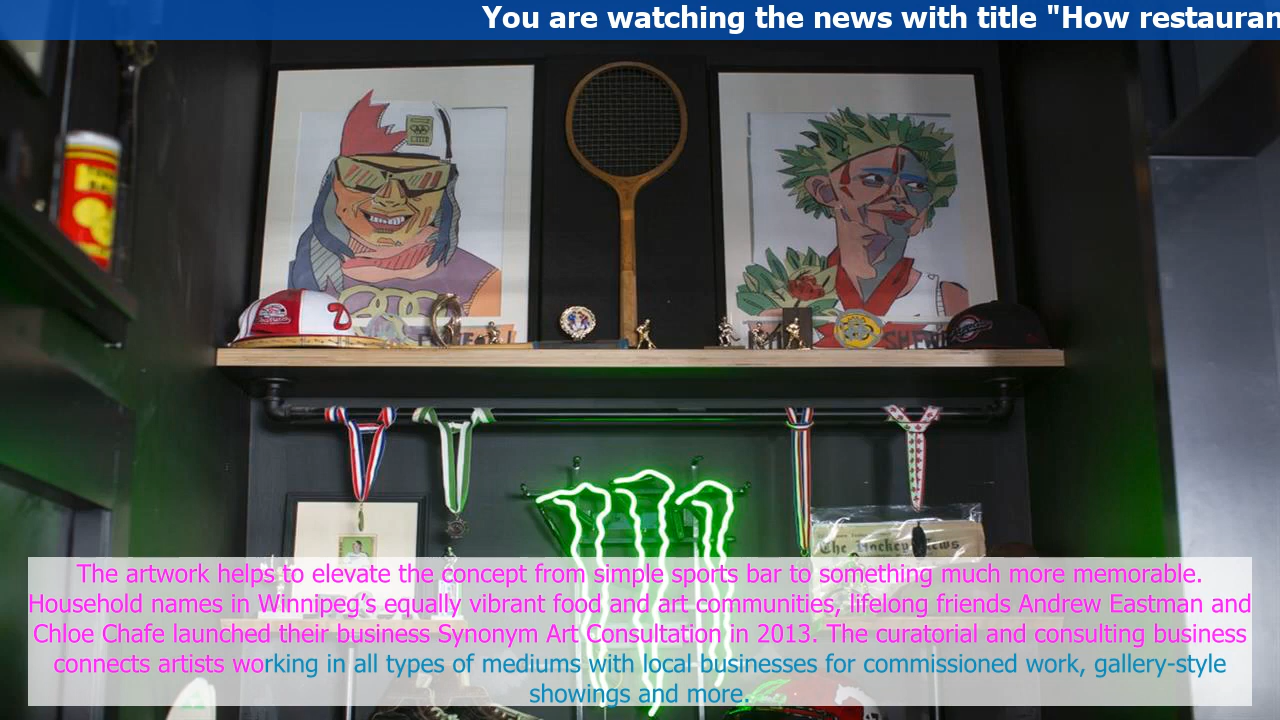 You are watching the news with title "How restauran
The Hockey News
The artwork helps to elevate the concept from simple sports bar to something much more memorable.
Household names in Winnipeg’s equally vibrant food and art communities, lifelong friends Andrew Eastman and
Chloe Chafe launched their business Synonym Art Consultation in 2013. The curatorial and consulting business
connects artists working in all types of mediums with local businesses for commissioned work, gallery-style
showings and more.